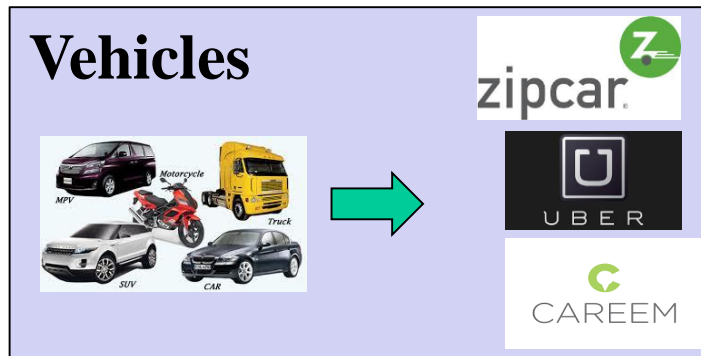 Vehicles
Z
zipcar
Motorcycle
MPV
Truck
SUV
CAR
U
UBER
CAREEM